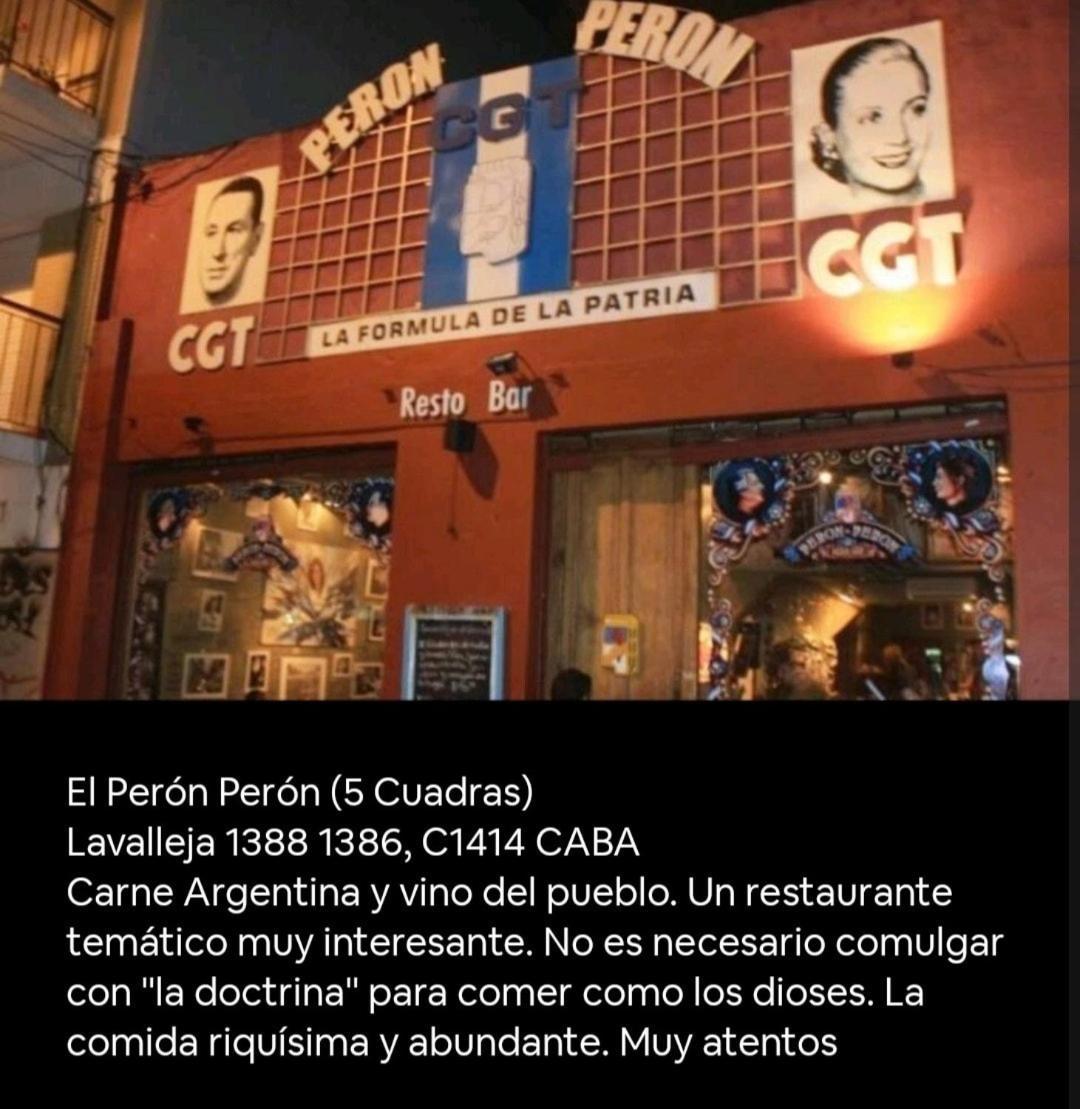 PERON
PERON
CGT
CGT
CGT
LA FORMULA DE LA PATRIA
Resto Bar
PERON PERON
El Perón Perón (5 Cuadras)
Lavalleja 1388 1386, C1414 CABA
Carne Argentina y vino del pueblo. Un restaurante
temático muy interesante. No es necesario comulgar
con "la doctrina" para comer como los dioses. La
comida riquísima y abundante. Muy atentos